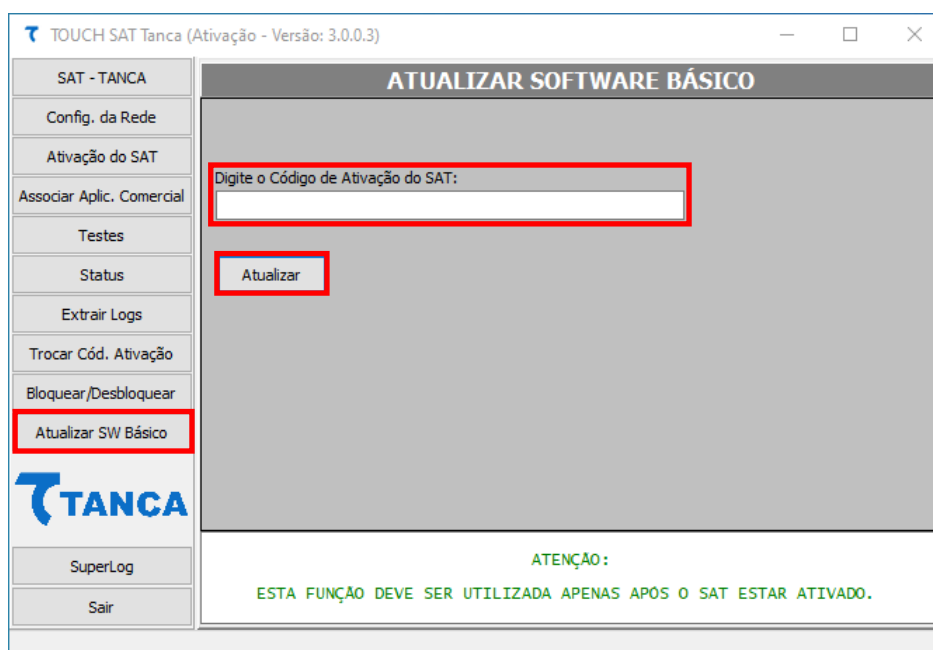 TOUCH SAT Tanca (Ativação - Versão: 3.0.0.3)
SAT - TANCA
Config. da Rede
Ativação do SAT
Associar Aplic. Comercial
Testes
Status
Extrair Logs
Trocar Cód. Ativação
Bloquear/Desbloquear
Atualizar SW Básico
TANCA
SuperLog
Sair
ATUALIZAR SOFTWARE BÁSICO
Digite o Código de Ativação do SAT:
Atualizar
ATENÇÃO:
ESTA FUNÇÃO DEVE SER UTILIZADA APENAS APÓS O SAT ESTAR ATIVADO.